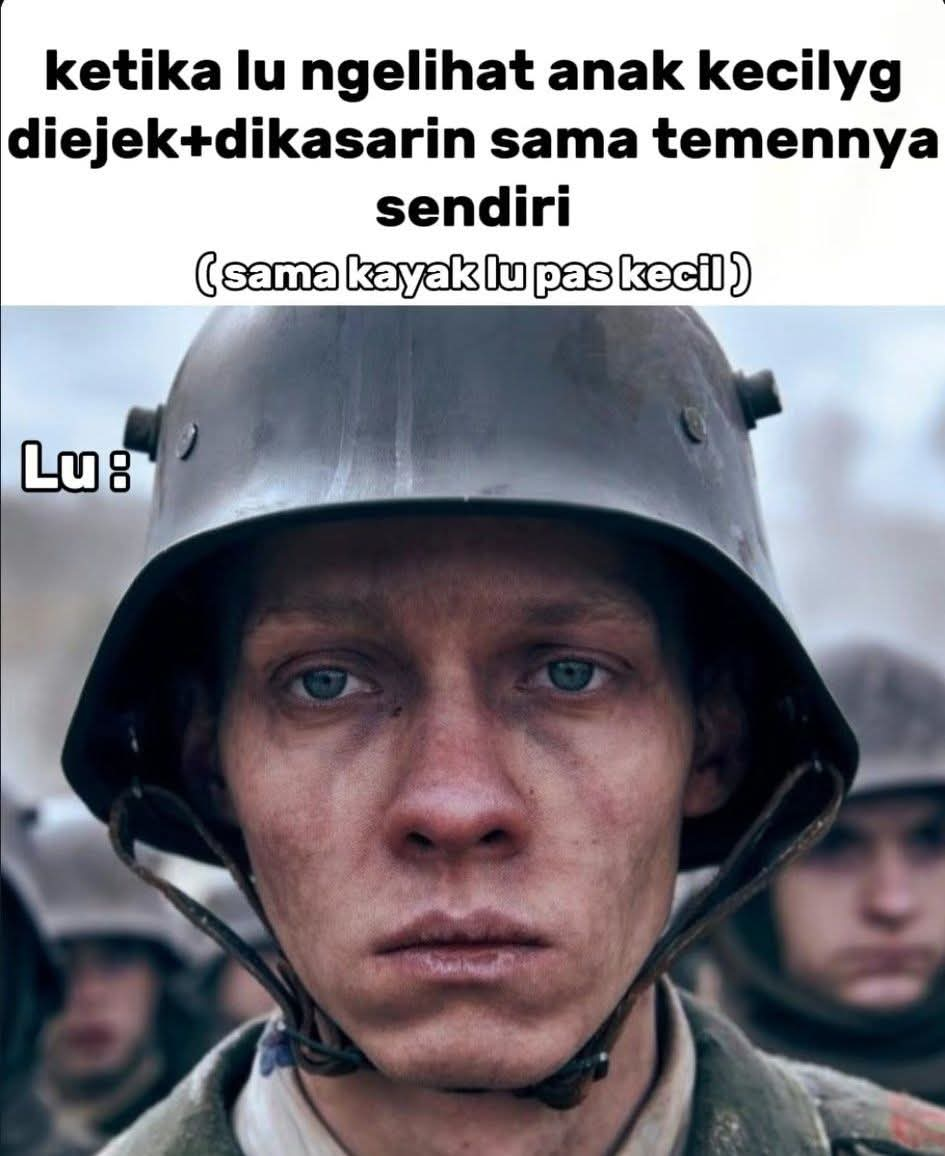 ketika lu ngelihat anak kecilyg
diejek+dikasarin sama temennya
sendiri
( sama kayak lu pas kecil )
Lu :